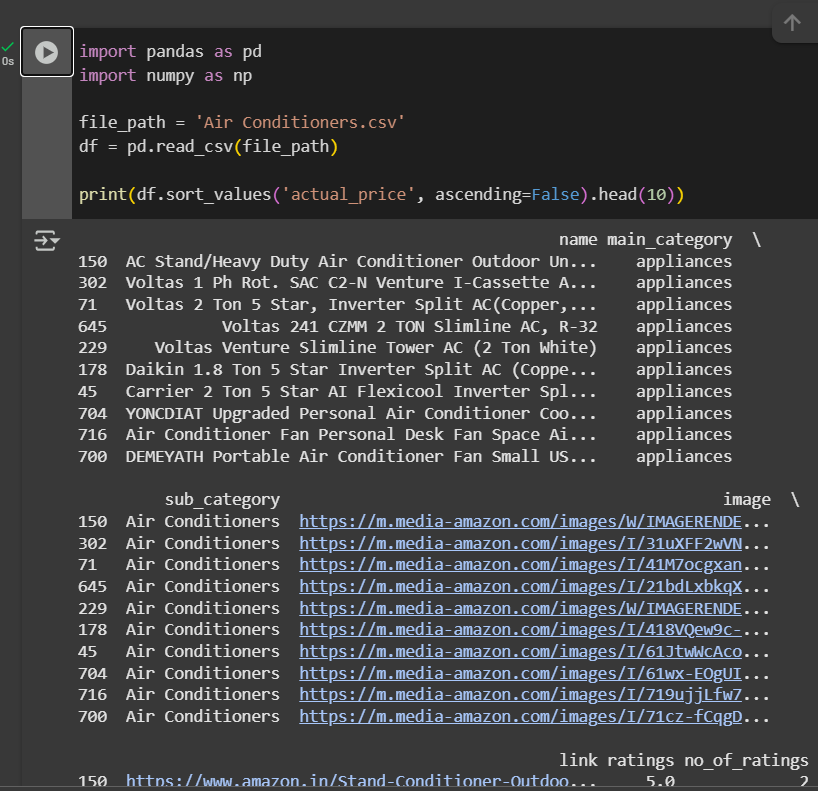 0s
import pandas as pd
import numpy as np
file_path = 'Air Conditioners.csv'
df = pd.read_csv(file_path)
print(df.sort_values('actual_price', ascending=False).head(10))
name main_category \
150 AC Stand/Heavy Duty Air Conditioner Outdoor Un... appliances
302 Voltas 1 Ph Rot. SAC C2-N Venture I-Cassette A... appliances
71 Voltas 2 Ton 5 Star, Inverter Split AC(Copper,... appliances
645 Voltas 241 CZMM 2 TON Slimline AC, R-32 appliances
229 Voltas Venture Slimline Tower AC (2 Ton White) appliances
178 Daikin 1.8 Ton 5 Star Inverter Split AC (Coppe... appliances
45 Carrier 2 Ton 5 Star AI Flexicool Inverter Spl... appliances
704 YONCDIAT Upgraded Personal Air Conditioner Coo... appliances
716 Air Conditioner Fan Personal Desk Fan Space Ai... appliances
700 DEMEYATH Portable Air Conditioner Fan Small US... appliances
sub_category image \
150 Air Conditioners https://m.media-amazon.com/images/W/IMAGERENDE...
302 Air Conditioners https://m.media-amazon.com/images/I/31uXFF2wVN...
71 Air Conditioners https://m.media-amazon.com/images/I/41M7ocgxan...
645 Air Conditioners https://m.media-amazon.com/images/I/21bdLxbkqX...
229 Air Conditioners https://m.media-amazon.com/images/W/IMAGERENDE...
178 Air Conditioners https://m.media-amazon.com/images/I/418VQew9c-...
45 Air Conditioners https://m.media-amazon.com/images/I/61JtwWcAco...
704 Air Conditioners https://m.media-amazon.com/images/I/61wx-EOgUI...
716 Air Conditioners https://m.media-amazon.com/images/I/719ujjLfw7...
700 Air Conditioners https://m.media-amazon.com/images/I/71cz-fCqgD...
link ratings no_of_ratings
150 https://www.amazon.in/Stand-Conditioner-Outdoo... 5.0 2